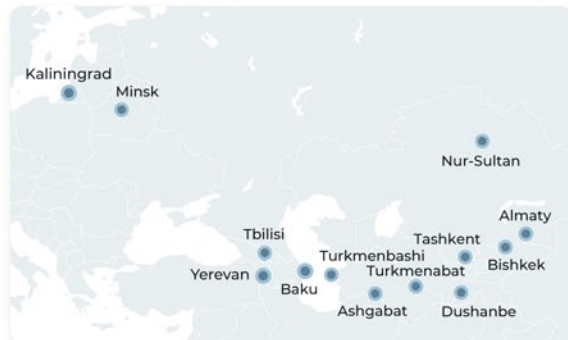 Kaliningrad
Minsk
Nur-Sultan
Almaty
Tbilisi
Tashkent
Turkmenbashi
Bishkek
Yerevan
Turkmenabat
Baku
Ashgabat
Dushanbe